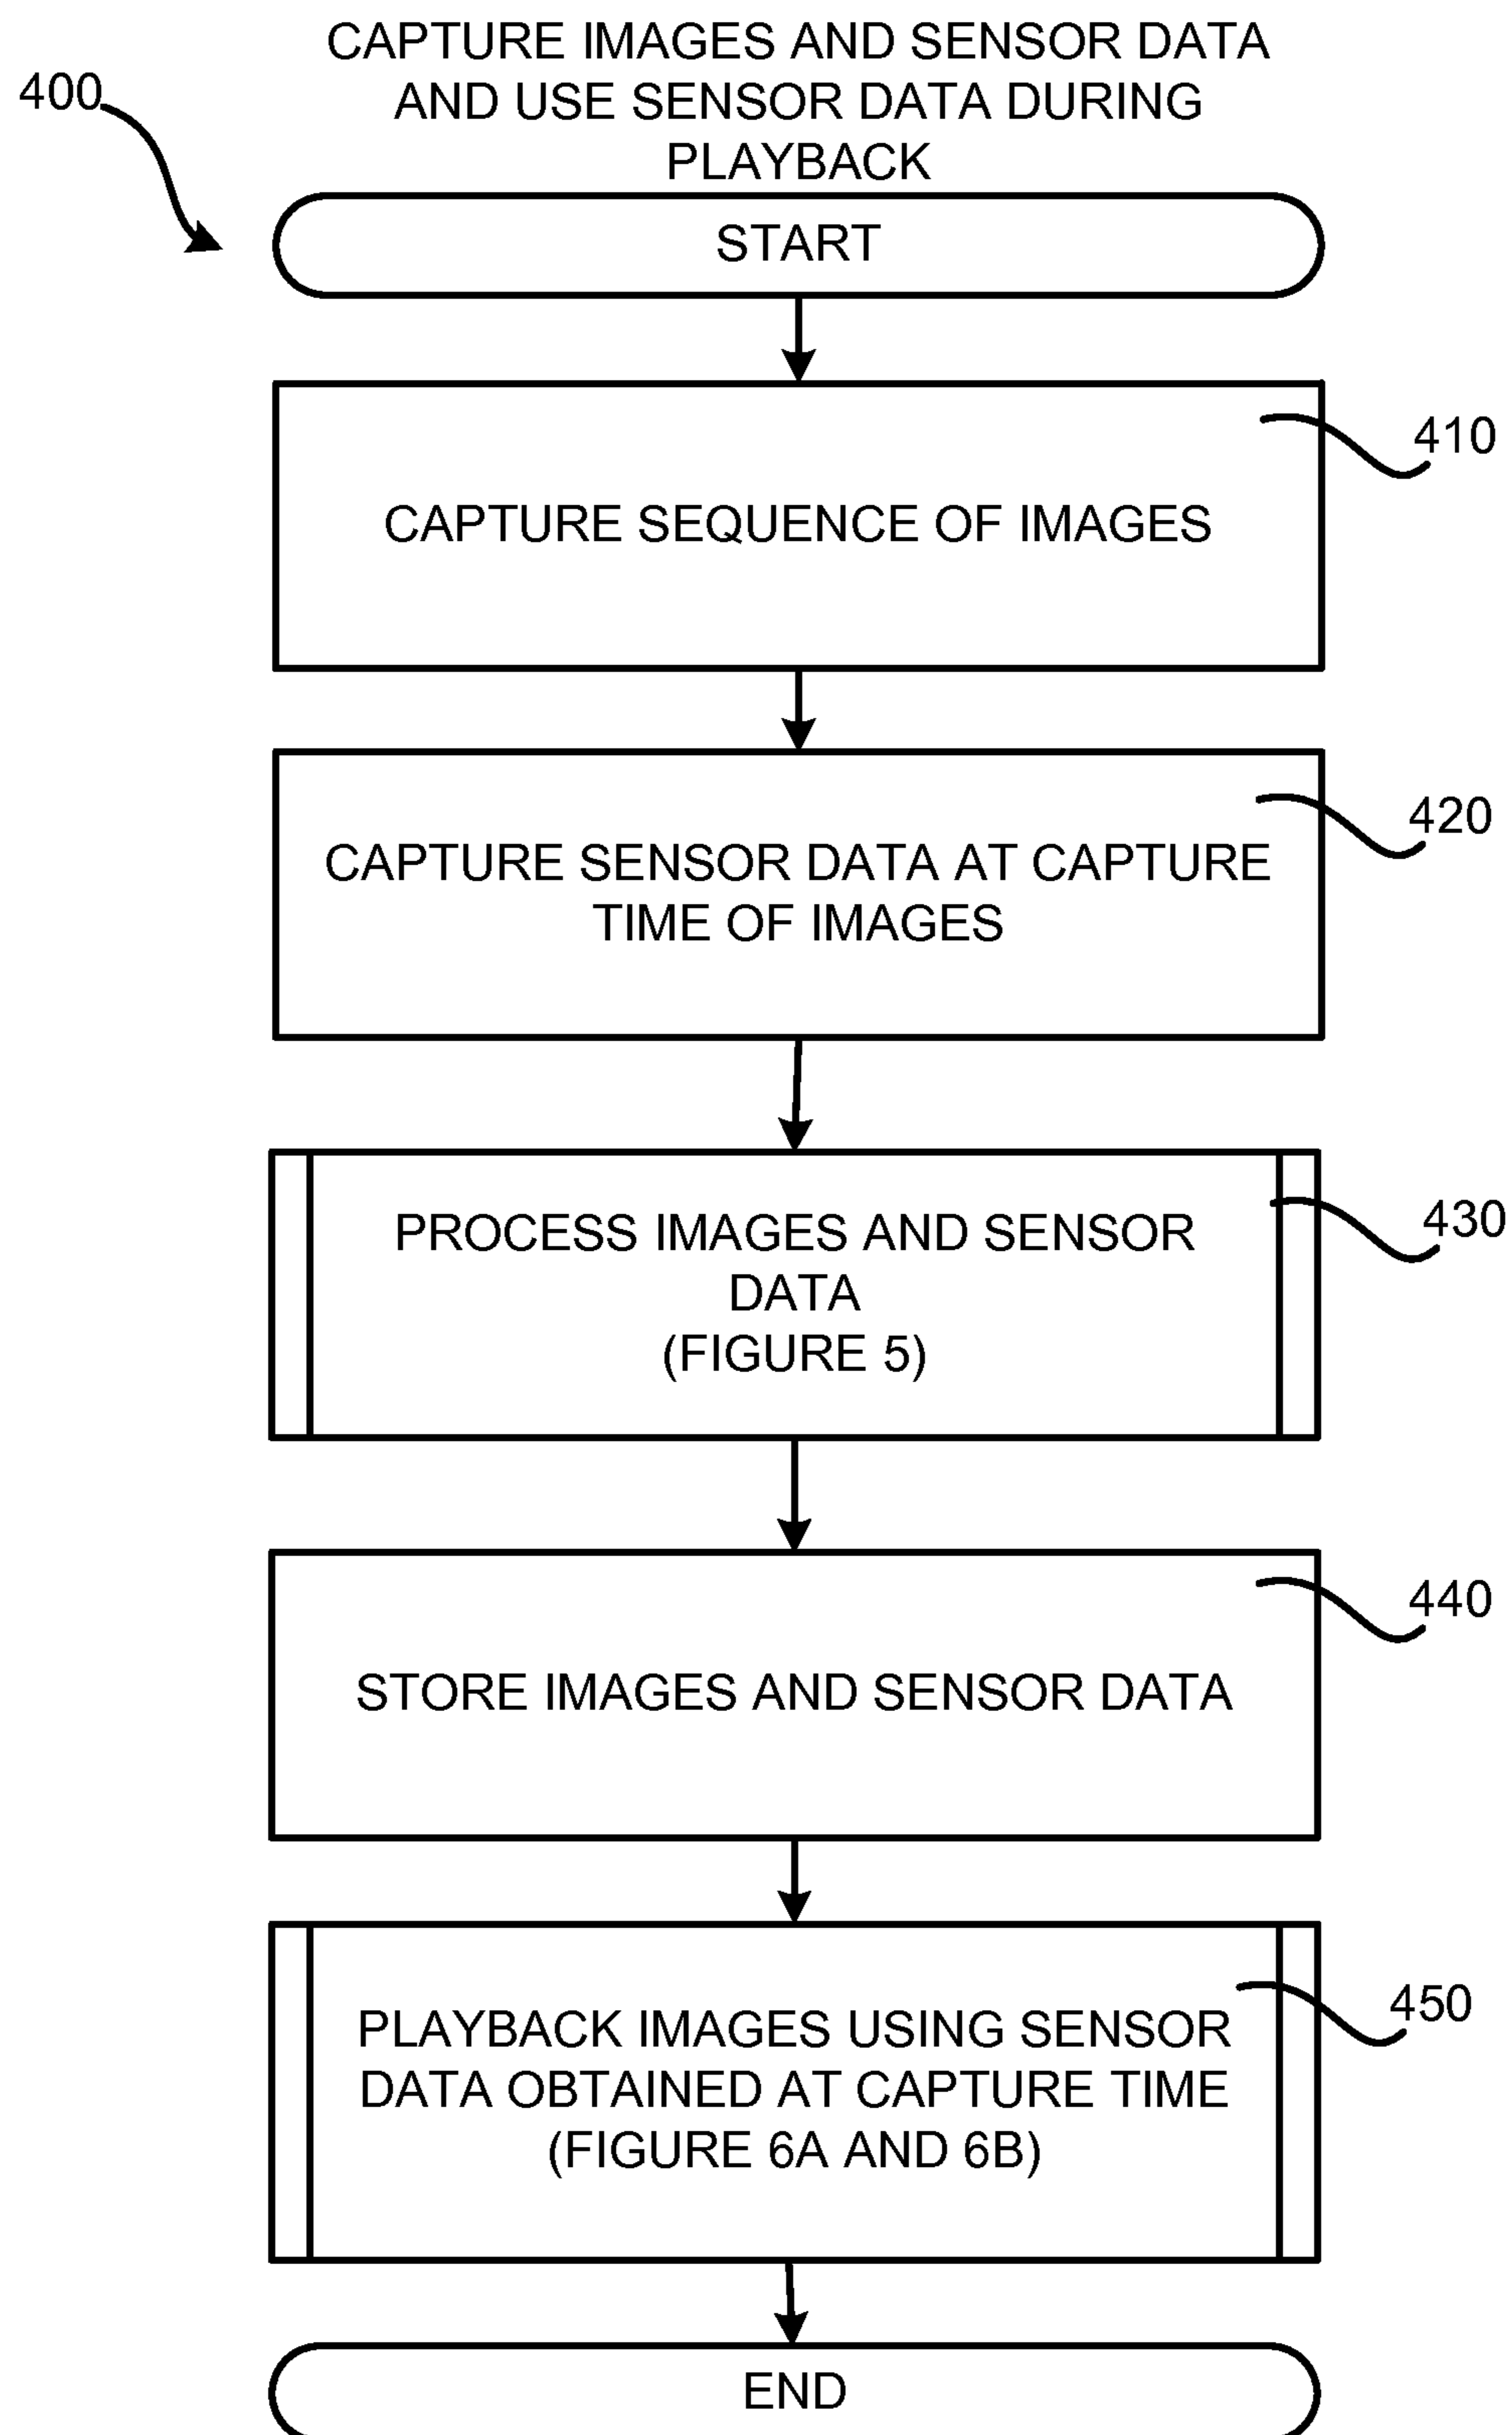 CAPTURE IMAGES AND SENSOR DATA
AND USE SENSOR DATA DURING
PLAYBACK
400
START
410
CAPTURE SEQUENCE OF IMAGES
420
CAPTURE SENSOR DATA AT CAPTURE
TIME OF IMAGES
430
PROCESS IMAGES AND SENSOR
DATA
(FIGURE 5)
440
STORE IMAGES AND SENSOR DATA
450
PLAYBACK IMAGES USING SENSOR
DATA OBTAINED AT CAPTURE TIME
(FIGURE 6A AND 6B)
END